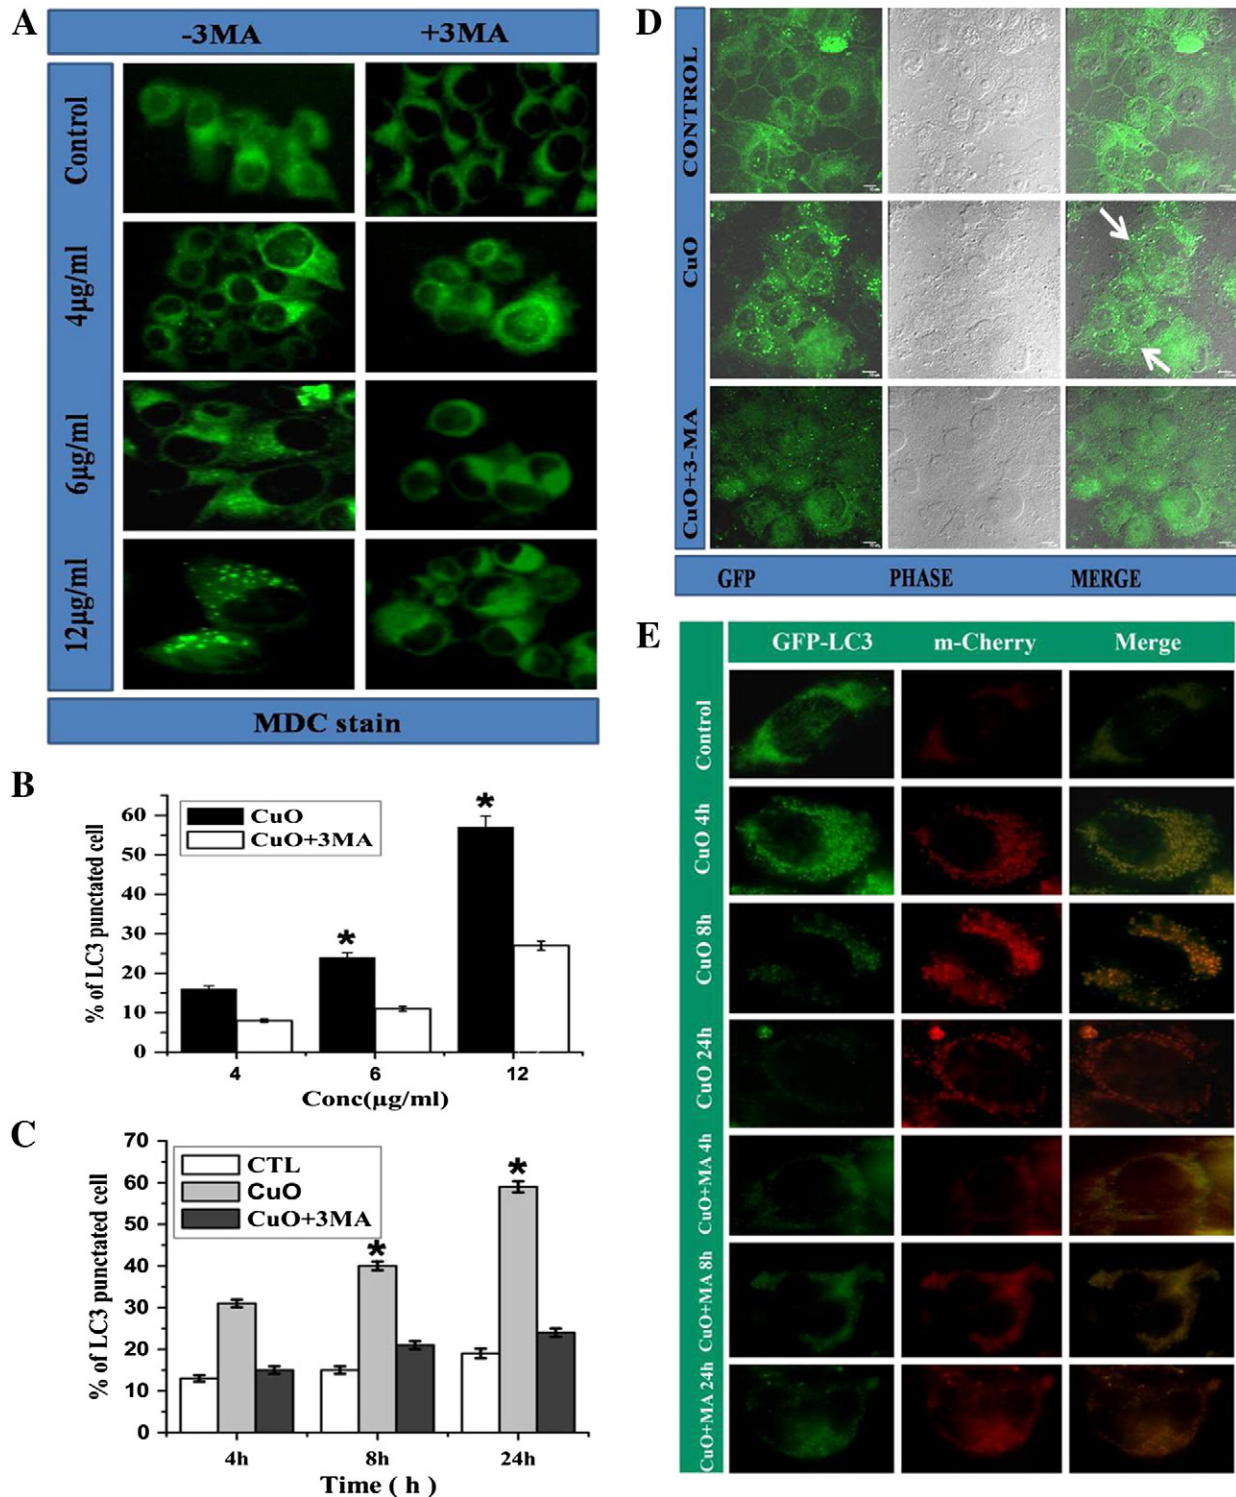 A
-3MA +3MA
Control
4μg/ml
6μg/ml
12μg/ml
MDC stain
B
% of LC3 punctated cell
60
50
40
30
20
10
0
*
*
CuO
CuO+3MA
4 6 12
Conc(μg/ml)
C
% of LC3 punctated cell
70
60
50
40
30
20
10
0
*
*
CTL
CuO
CuO+3MA
4h 8h 24h
Time ( h )
D
CONTROL
CuO
CuO+3-MA
GFP PHASE MERGE
E
GFP-LC3 m-Cherry Merge
Control
CuO 4h
CuO 8h
CuO 24h
CuO+MA 4h
CuO+MA 8h
CuO+MA 24h